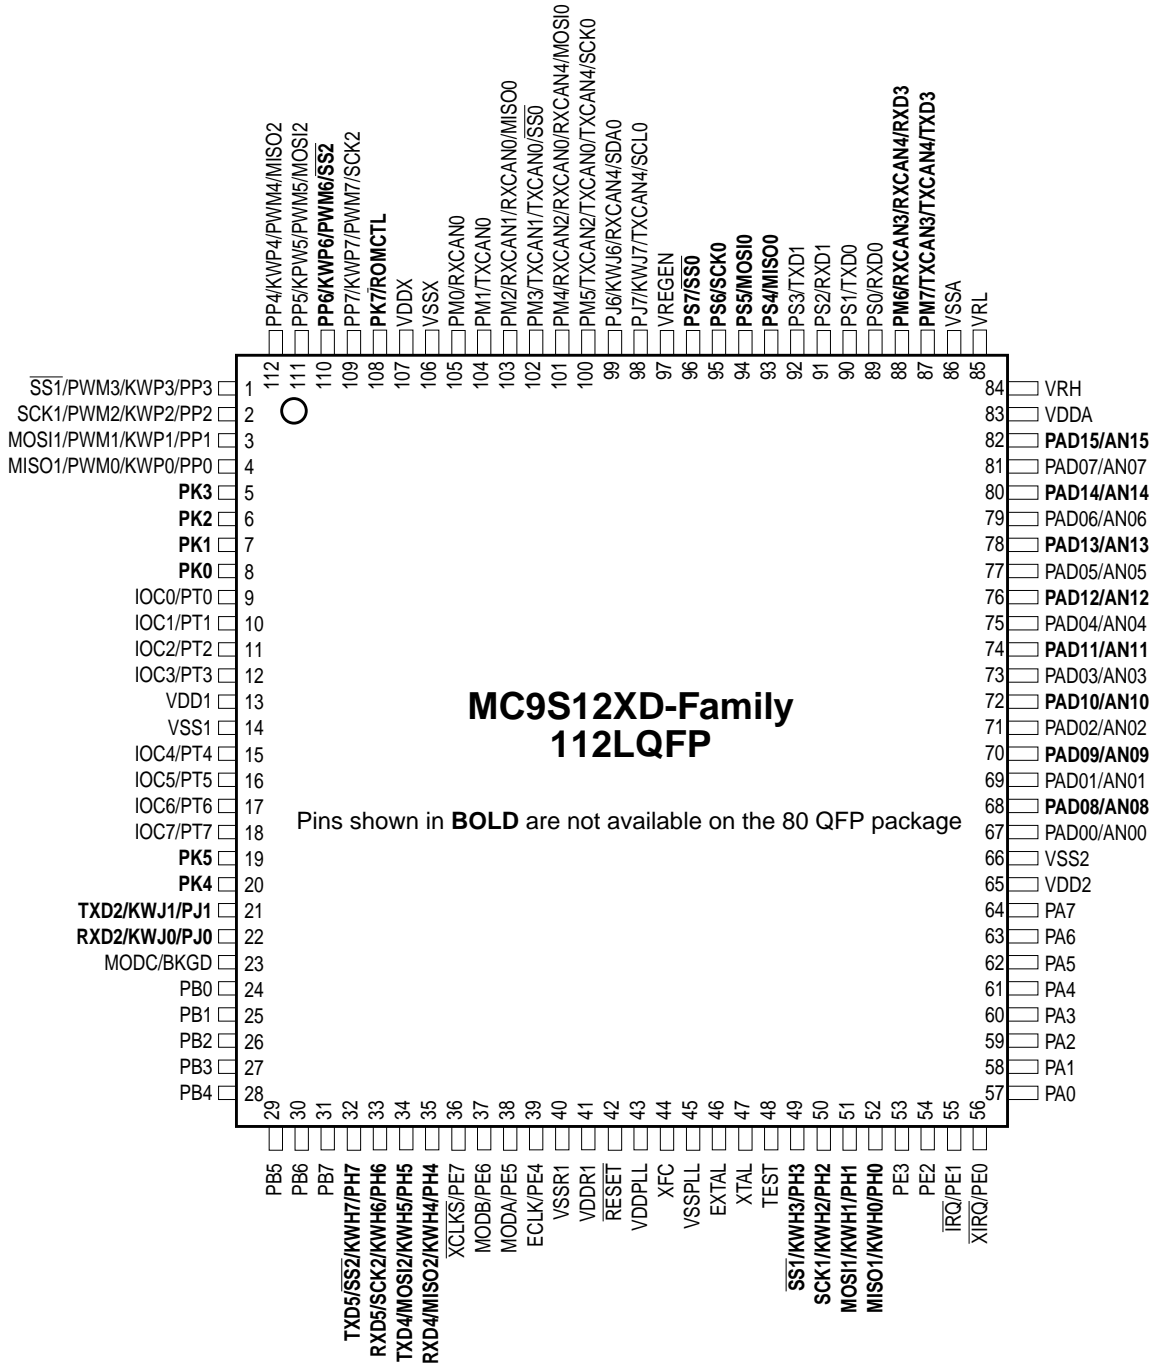 PP4/KWP4/PWM4/MISO2
PP5/KPW5/PWM5/MOSI2
PP6/KWP6/PWM6/SS2
PP7/KWP7/PWM7/SCK2
PK7/ROMCTL
VDDX
VSSX
PM0/RXCAN0
PM1/TXCAN0
PM2/RXCAN1/RXCAN0/MISO0
PM3/TXCAN1/TXCAN0/SS0
PM4/RXCAN2/RXCAN0/RXCAN4/MOSI0
PM5/TXCAN2/TXCAN0/TXCAN4/SCK0
PJ6/KWJ6/RXCAN4/SDA0
PJ7/KWJ7/TXCAN4/SCL0
VREGEN
PS7/SS0
PS6/SCK0
PS5/MOSI0
PS4/MISO0
PS3/TXD1
PS2/RXD1
PS1/TXD0
PS0/RXD0
PM6/RXCAN3/RXCAN4/RXD3
PM7/TXCAN3/TXCAN4/TXD3
VSSA
VRL
112
111
110
109
108
107
106
105
104
103
102
101
100
99
98
97
96
95
94
93
92
91
90
89
88
87
86
85
SS1/PWM3/KWP3/PP3 1
SCK1/PWM2/KWP2/PP2 2
MOSI1/PWM1/KWP1/PP1 3
MISO1/PWM0/KWP0/PP0 4
PK3 5
PK2 6
PK1 7
PK0 8
IOC0/PT0 9
IOC1/PT1 10
IOC2/PT2 11
IOC3/PT3 12
VDD1 13
VSS1 14
IOC4/PT4 15
IOC5/PT5 16
IOC6/PT6 17
IOC7/PT7 18
PK5 19
PK4 20
TXD2/KWJ1/PJ1 21
RXD2/KWJ0/PJ0 22
MODC/BKGD 23
PB0 24
PB1 25
PB2 26
PB3 27
PB4 28
MC9S12XD-Family
112LQFP
Pins shown in BOLD are not available on the 80 QFP package
84 VRH
83 VDDA
82 PAD15/AN15
81 PAD07/AN07
80 PAD14/AN14
79 PAD06/AN06
78 PAD13/AN13
77 PAD05/AN05
76 PAD12/AN12
75 PAD04/AN04
74 PAD11/AN11
73 PAD03/AN03
72 PAD10/AN10
71 PAD02/AN02
70 PAD09/AN09
69 PAD01/AN01
68 PAD08/AN08
67 PAD00/AN00
66 VSS2
65 VDD2
64 PA7
63 PA6
62 PA5
61 PA4
60 PA3
59 PA2
58 PA1
57 PA0
29
30
31
32
33
34
35
36
37
38
39
40
41
42
43
44
45
46
47
48
49
50
51
52
53
54
55
56
PB5
PB6
PB7
TXD5/SS2/KWH7/PH7
RXD5/SCK2/KWH6/PH6
TXD4/MOSI2/KWH5/PH5
RXD4/MISO2/KWH4/PH4
XCLKS/PE7
MODB/PE6
MODA/PE5
ECLK/PE4
VSSR1
VDDR1
RESET
VDDPLL
XFC
VSSPLL
EXTAL
XTAL
TEST
SS1/KWH3/PH3
SCK1/KWH2/PH2
MOSI1/KWH1/PH1
MISO1/KWH0/PH0
PE3
PE2
IRQ/PE1
XIRQ/PE0